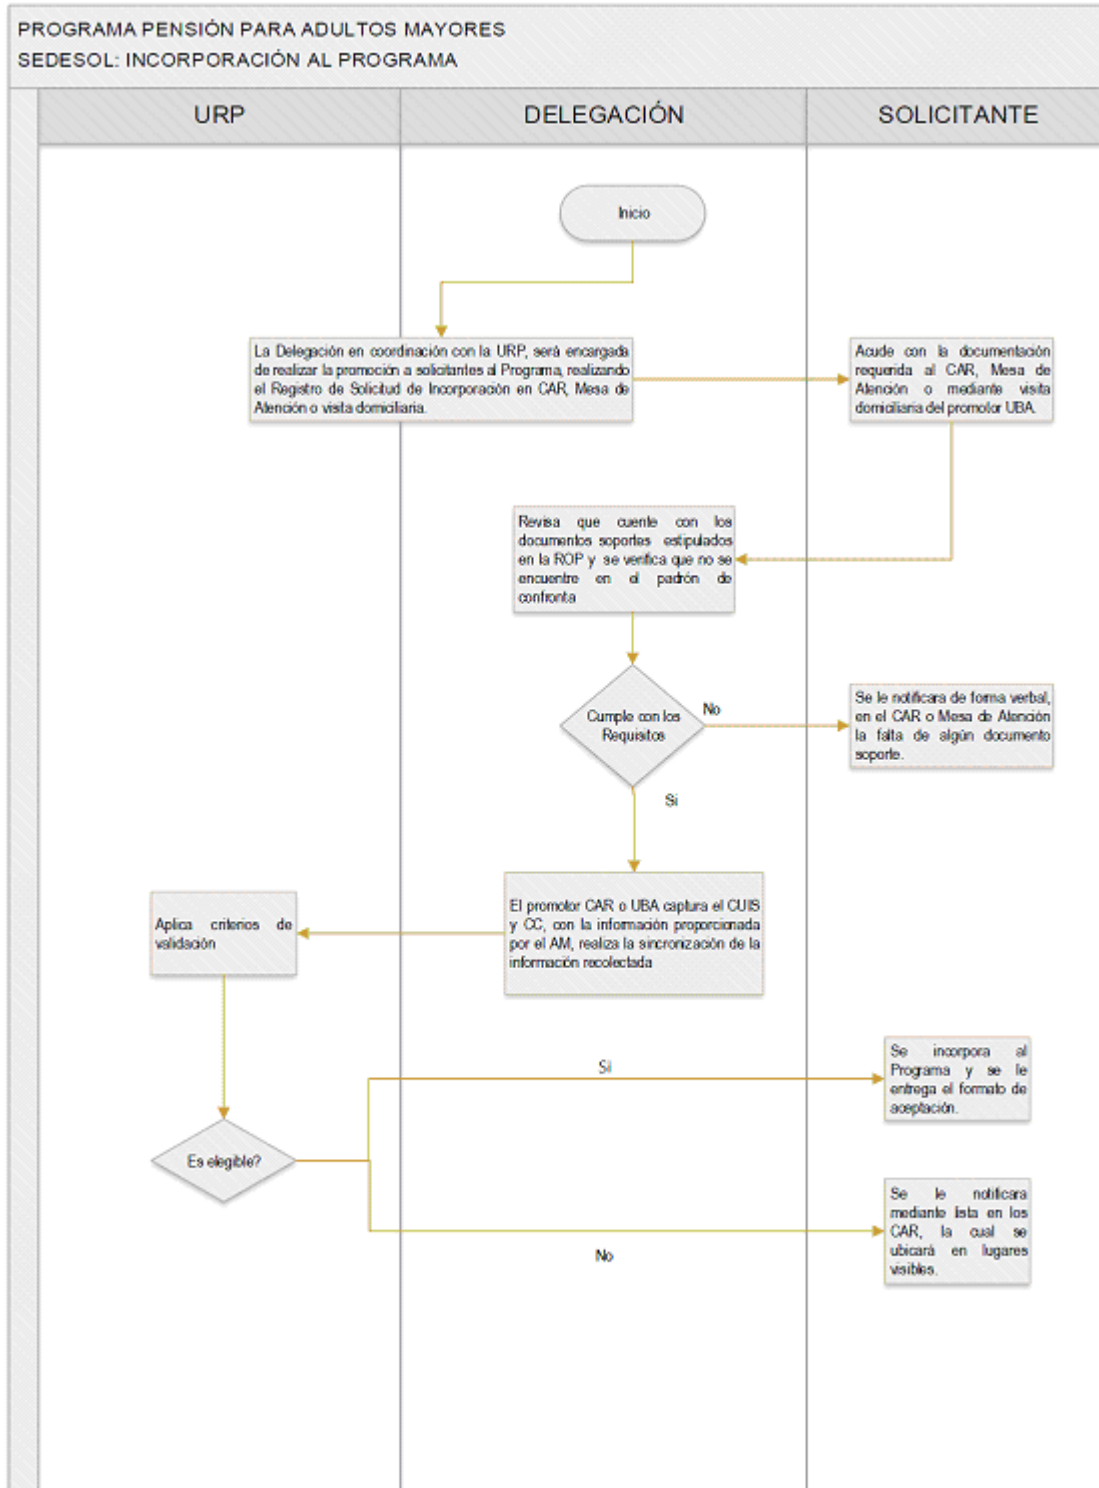 PROGRAMA PENSIÓN PARA ADULTOS MAYORES
SEDESOL: INCORPORACIÓN AL PROGRAMA
URP
DELEGACIÓN
SOLICITANTE
Inicio
La Delegación en coordinación con la URP, será encargada
de realizar la promoción a solicitantes al Programa, realizando
el Registro de Solicitud de Incorporación en CAR, Mesa de
Atención o visita domiciliaria.
Acude con la documentación
requerida al CAR, Mesa de
Atención o mediante visita
domiciliaria del promotor UBA.
Revisa que cuente con los
documentos soportes estipulados
en la ROP y se verifica que no se
encuentre en el padrón de
confronta
Cumple con los
Requisitos
No
Se le notificara de forma verbal,
en el CAR o Mesa de Atención
la falta de algún documento
soporte.
Si
El promotor CAR o UBA captura el CUIS
y CC, con la información proporcionada
por el AM, realiza la sincronización de la
información recolectada
Aplica criterios de
validación
Si
Se incorpora al
Programa y se le
entrega el formato de
aceptación.
Es elegible?
Se le notificara
mediante lista en los
CAR, la cual se
ubicará en lugares
visibles.
No